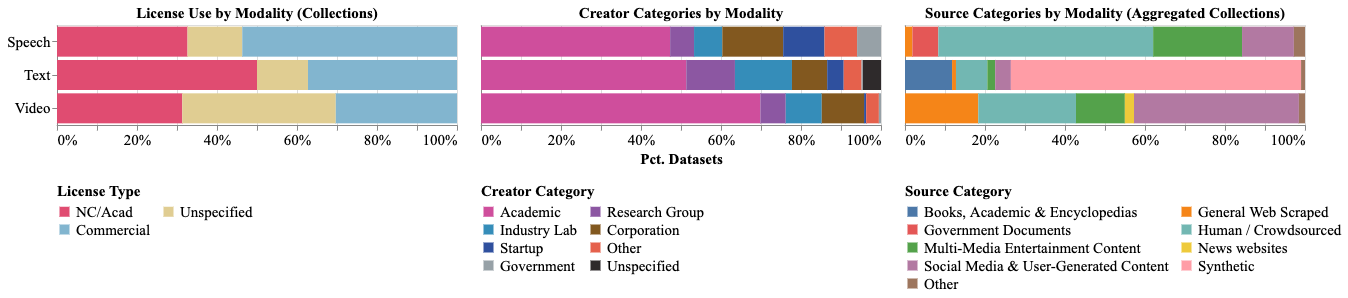 License Use by Modality (Collections)
Creator Categories by Modality
Source Categories by Modality (Aggregated Collections)
Speech
Text
Video
0% 20% 40% 60% 80% 100%
0% 20% 40% 60% 80% 100%
0% 20% 40% 60% 80% 100%
Pct. Datasets
License Type
NC/Acad Unspecified
Commercial
Creator Category
Academic Research Group
Industry Lab Corporation
Startup Other
Government Unspecified
Source Category
Books, Academic & Encyclopedias General Web Scraped
Government Documents Human / Crowdsourced
Multi-Media Entertainment Content News websites
Social Media & User-Generated Content Synthetic
Other